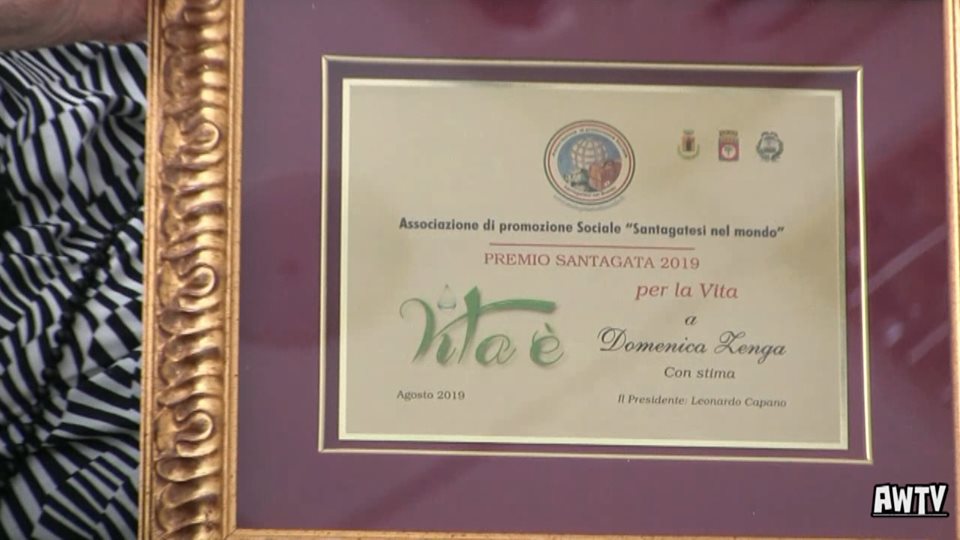 Associazione di promozione Sociale “Santagatesi nel mondo”
PREMIO SANTAGATA 2019
per la Vita
a
Vita è
Domenica Zenga
Con stima
Agosto 2019
Il Presidente: Leonardo Capano
AWTV